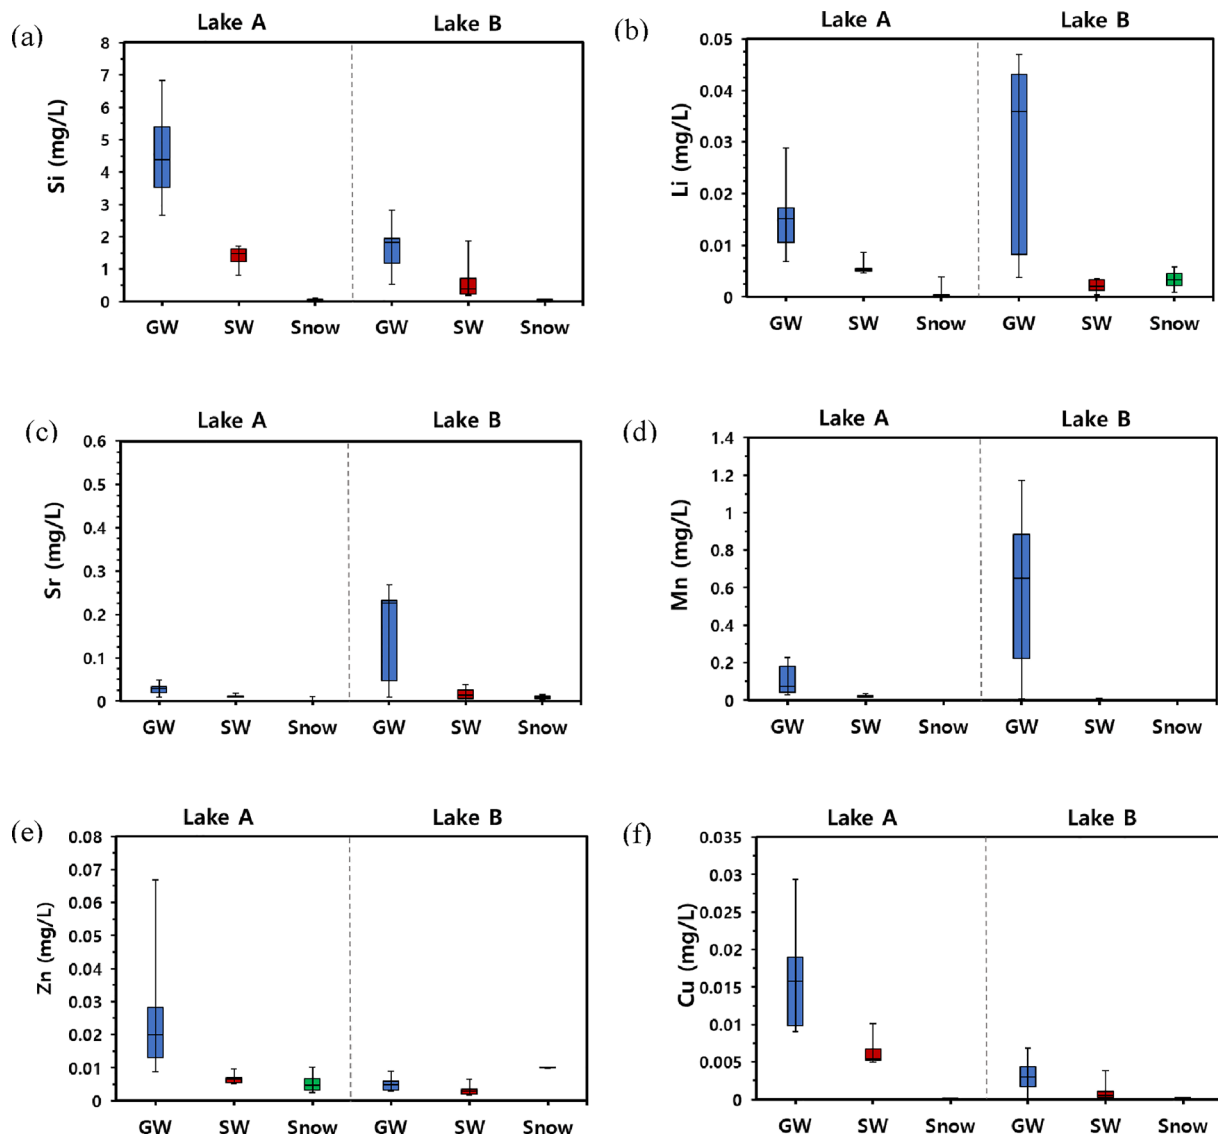 (a)
Lake A Lake B
Si (mg/L)
8
7
6
5
4
3
2
1
0
GW SW Snow GW SW Snow
(b)
Lake A Lake B
Li (mg/L)
0.05
0.04
0.03
0.02
0.01
0
GW SW Snow GW SW Snow
(c)
Lake A Lake B
Sr (mg/L)
0.6
0.5
0.4
0.3
0.2
0.1
0
GW SW Snow GW SW Snow
(d)
Lake A Lake B
Mn (mg/L)
1.4
1.2
1
0.8
0.6
0.4
0.2
0
GW SW Snow GW SW Snow
(e)
Lake A Lake B
Zn (mg/L)
0.08
0.07
0.06
0.05
0.04
0.03
0.02
0.01
0
GW SW Snow GW SW Snow
(f)
Lake A Lake B
Cu (mg/L)
0.035
0.03
0.025
0.02
0.015
0.01
0.005
0
GW SW Snow GW SW Snow